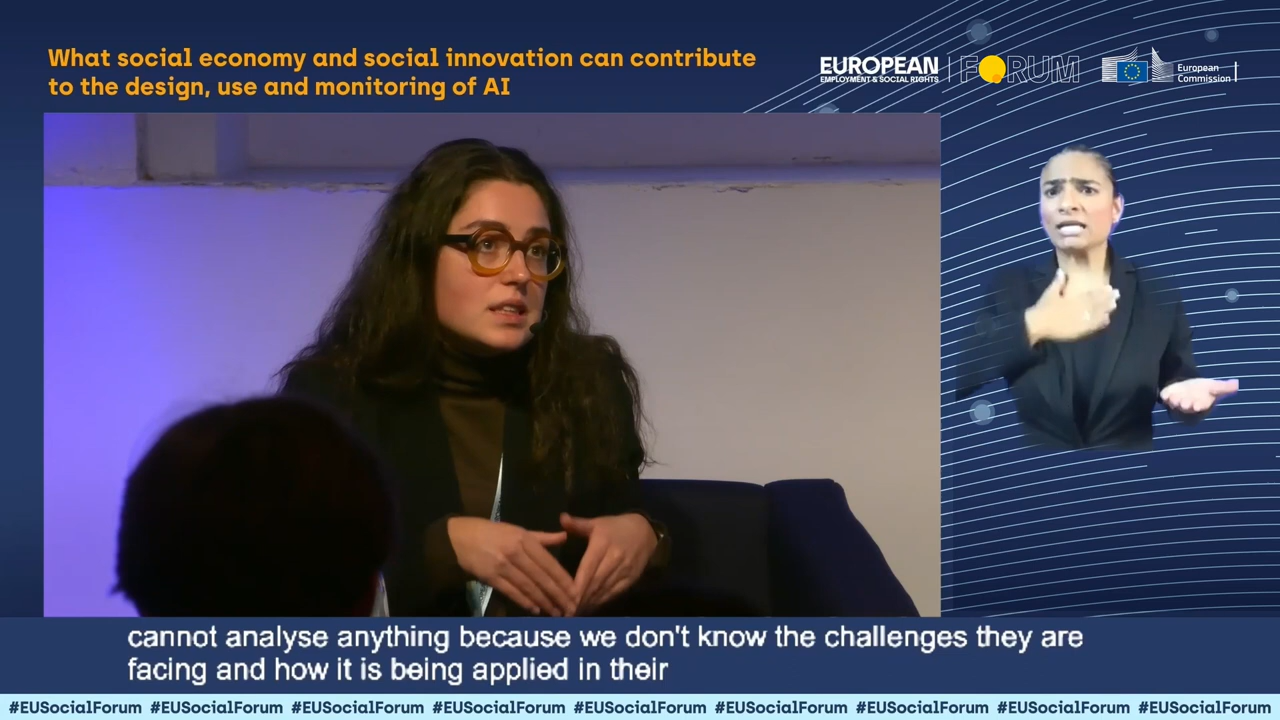 What social economy and social innovation can contribute
to the design, use and monitoring of AI
EUROPEAN
EMPLOYMENT & SOCIAL RIGHTS
FORUM
European
Commission
cannot analyse anything because we don't know the challenges they are
facing and how it is being applied in their
#EUSocialForum #EUSocialForum #EUSocialForum #EUSocialForum #EUSocialForum #EUSocialForum #EUSocialForum #EUSocialForum #EUSocialForum